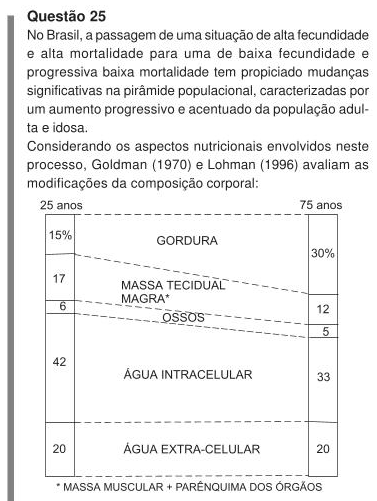 Questão 25
No Brasil, a passagem de uma situação de alta fecundidade
e alta mortalidade para uma de baixa fecundidade e
progressiva baixa mortalidade tem propiciado mudanças
significativas na pirâmide populacional, caracterizadas por
um aumento progressivo e acentuado da população adul-
ta e idosa.
Considerando os aspectos nutricionais envolvidos neste
processo, Goldman (1970) e Lohman (1996) avaliam as
modificações da composição corporal:
25 anos 75 anos
15% GORDURA 30%
17 MASSA TECIDUAL
MAGRA* 12
6 OSSOS 5
42 ÁGUA INTRACELULAR 33
20 ÁGUA EXTRA-CELULAR 20
* MASSA MUSCULAR + PARÊNQUIMA DOS ÓRGÃOS